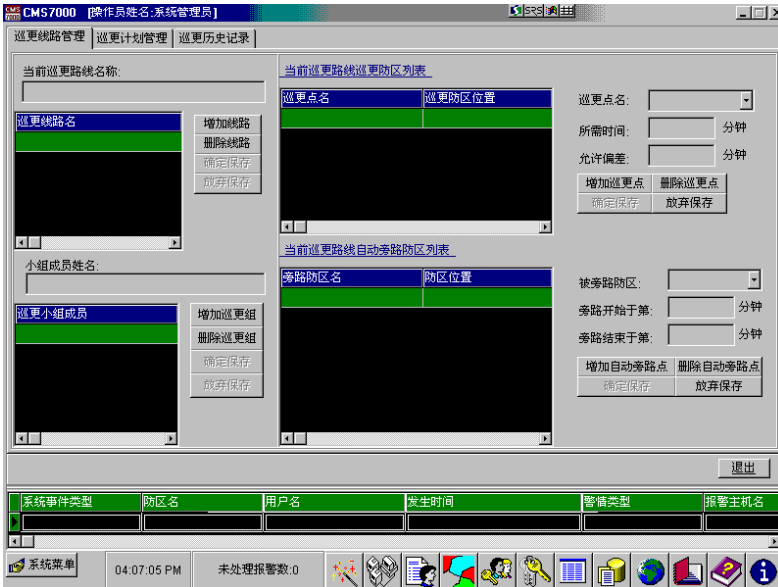 CMS7000 [操作员姓名:系统管理员]
巡更线路管理 巡更计划管理 巡更历史记录
当前巡更路线名称:
巡更线路名
增加线路
删除线路
确定保存
放弃保存
小组成员姓名:
巡更小组成员
增加巡更组
删除巡更组
确定保存
放弃保存
当前巡更路线巡更防区列表
巡更点名 巡更防区位置
当前巡更路线自动旁路防区列表
旁路防区名 防区位置
巡更点名:
所需时间: 分钟
允许偏差: 分钟
增加巡更点 删除巡更点
确定保存 放弃保存
被旁路防区:
旁路开始于第: 分钟
旁路结束于第: 分钟
增加自动旁路点 删除自动旁路点
确定保存 放弃保存
退出
系统事件类型 防区名 用户名 发生时间 警情类型 报警主机名
系统菜单 04:07:05 PM 未处理报警数:0